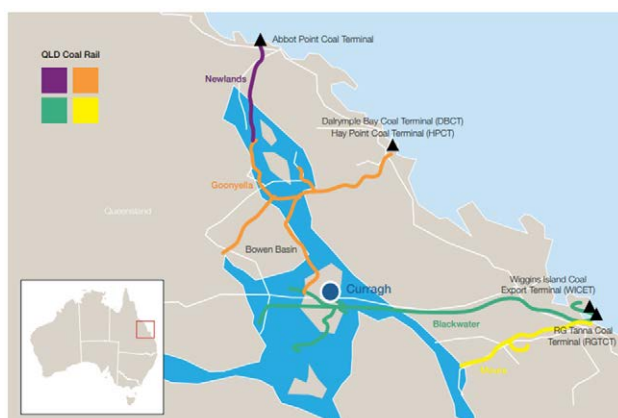 Abbot Point Coal Terminal
QLD Coal Rail
Newlands
Dalrymple Bay Coal Terminal (DBCT)
Hay Point Coal Terminal (HPCT)
Goonyella
Queensland
Bowen Basin
Curragh
Wiggins Island Coal
Export Terminal (WICET)
Blackwater
RG Tanna Coal
Terminal (RGTCT)
Moura